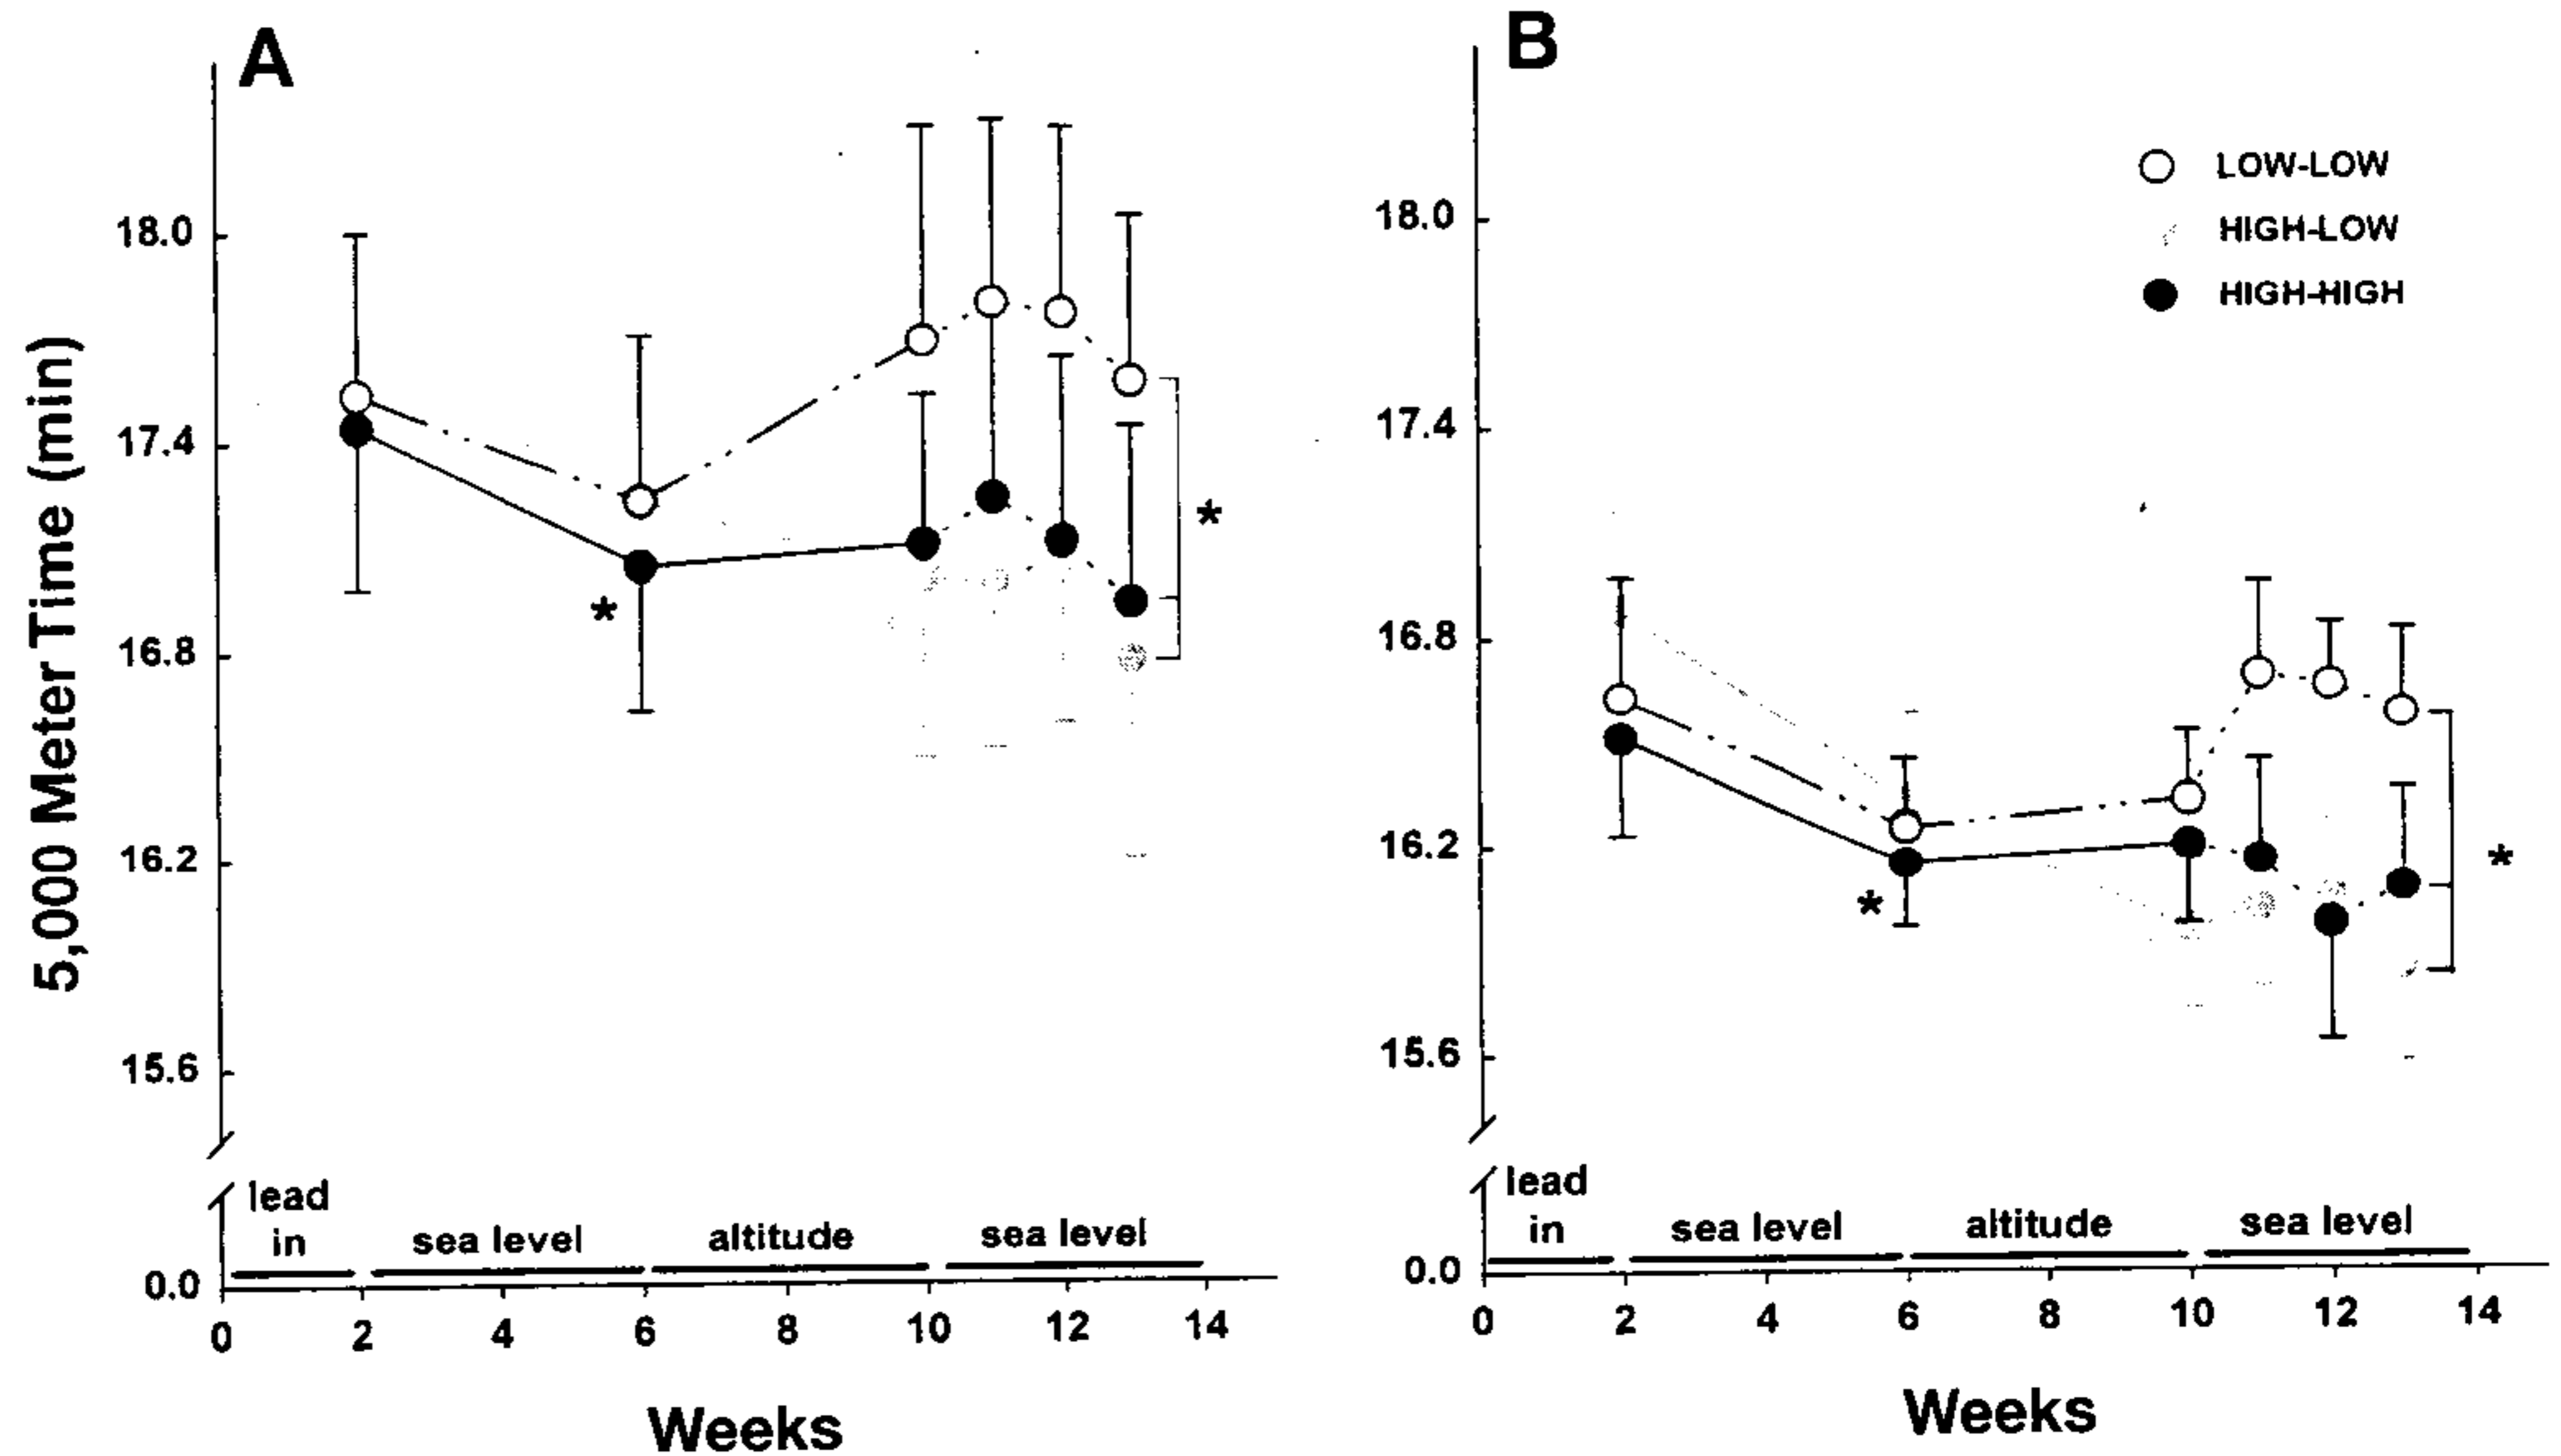 A
5,000 Meter Time (min)
18.0
17.4
16.8
16.2
15.6
0.0
lead
in
sea level
altitude
sea level
*
*
0 2 4 6 8 10 12 14
Weeks
B
LOW-LOW
HIGH-LOW
HIGH-HIGH
18.0
17.4
16.8
16.2
15.6
0.0
lead
in
sea level
altitude
sea level
*
*
0 2 4 6 8 10 12 14
Weeks